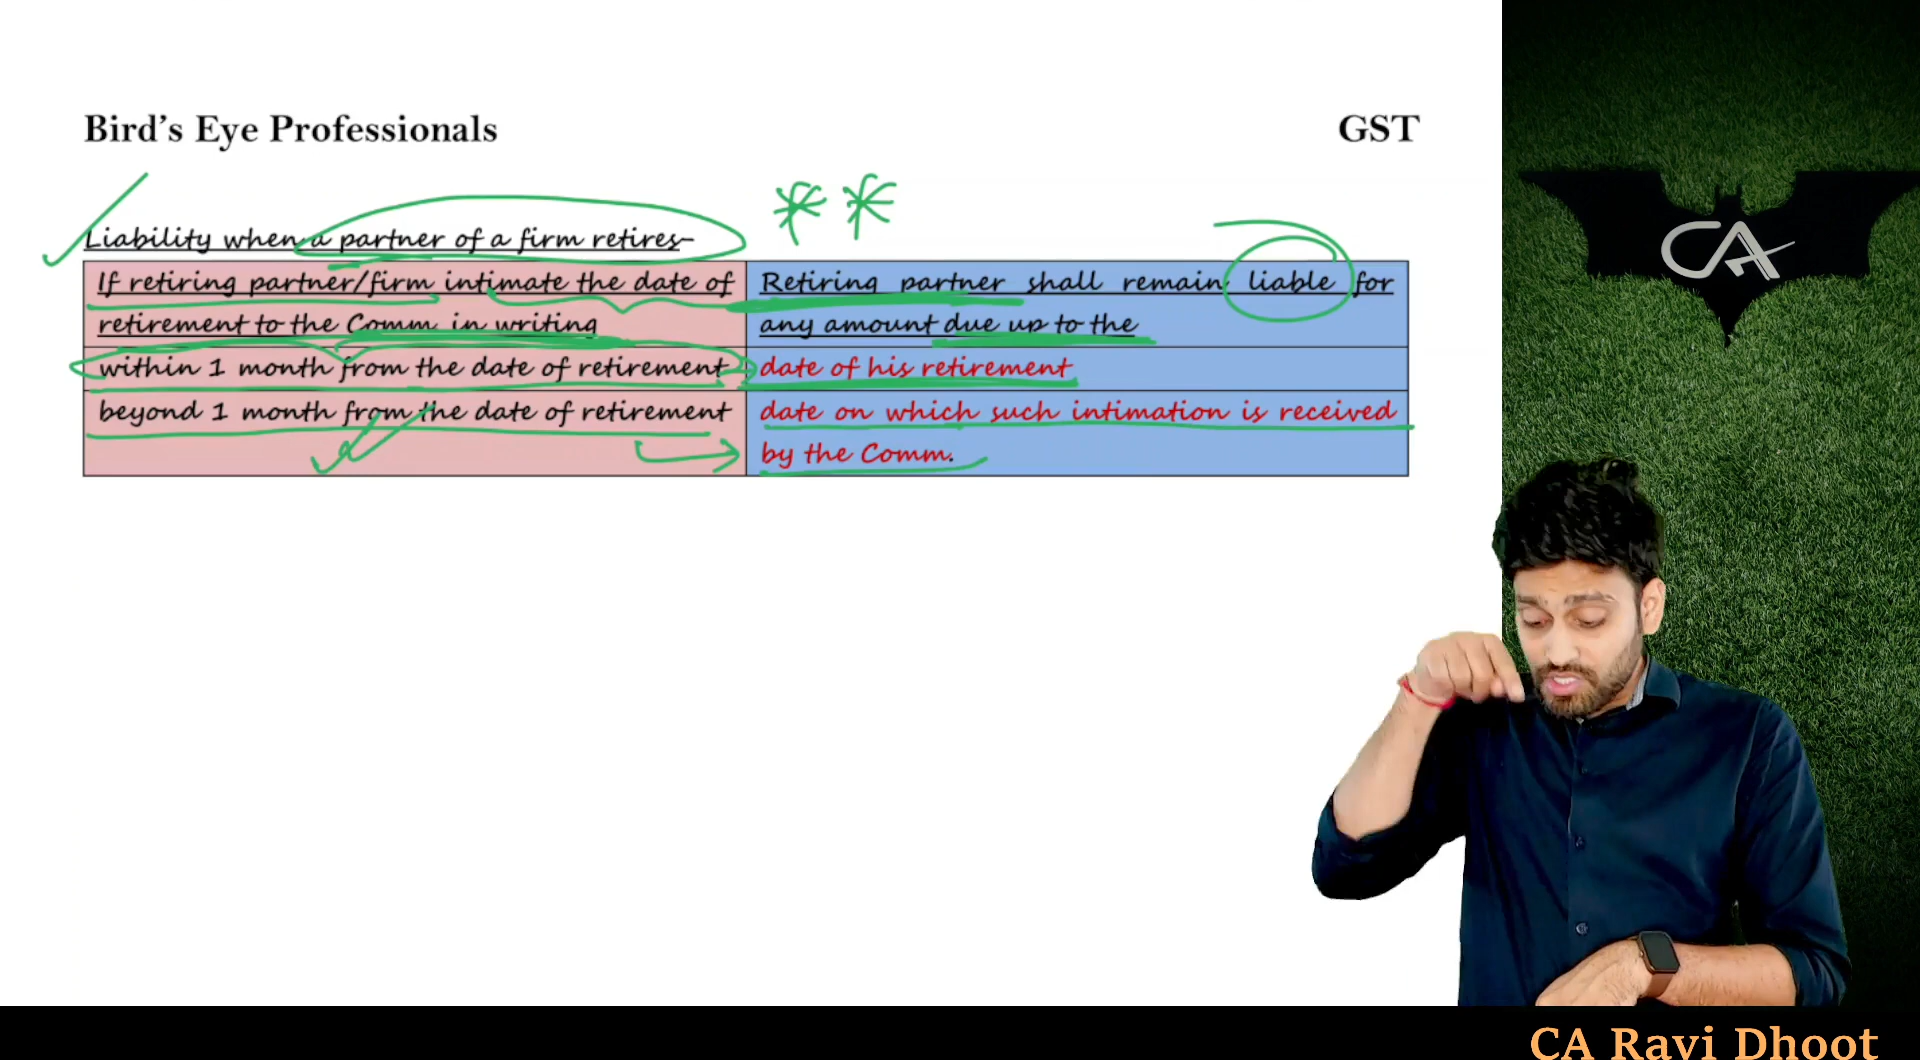 Bird's Eye Professionals
GST
Liability when a partner of a firm retires-
If retiring partner/firm intimate the date of
retirement to the Comm in writing
Retiring partner shall remain liable for
any amount due up to the
within 1 month from the date of retirement
date of his retirement
beyond 1 month from the date of retirement
date on which such intimation is received
by the Comm.
CA
CA Ravi Dhoot